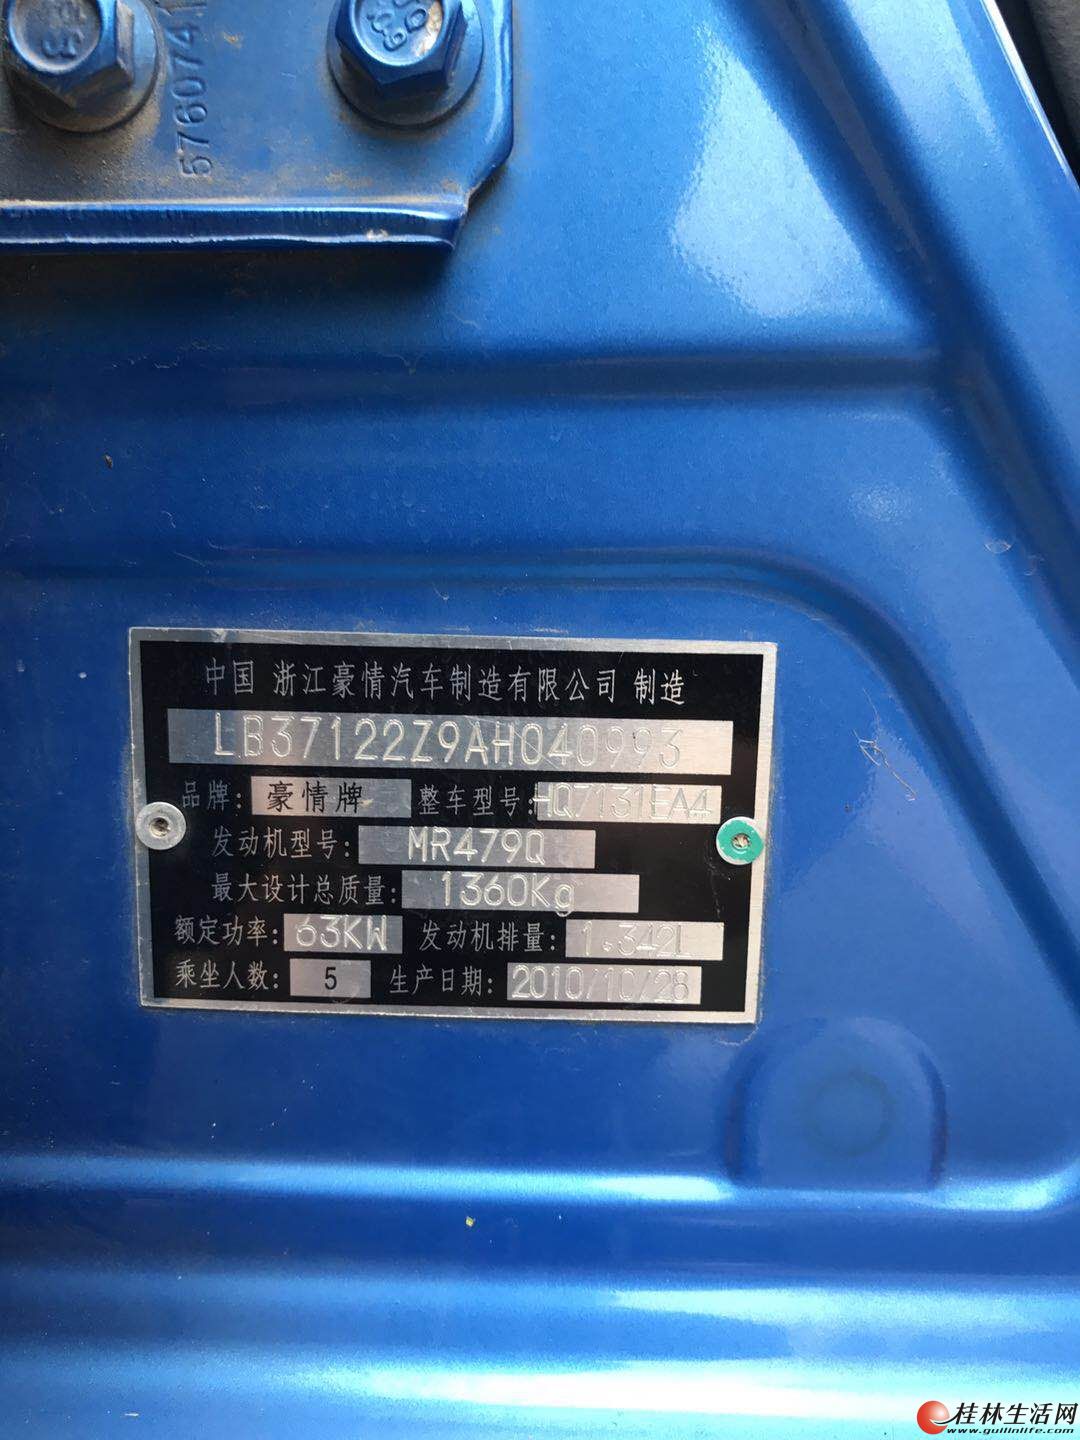 5760741
中国 浙江豪情汽车制造有限公司 制造
LB37122Z9AH040993
品牌: 豪情牌 整车型号: HQ7131EA4
发动机型号: MR479Q
最大设计总质量: 1360Kg
额定功率: 63KW 发动机排量: 1.342L
乘坐人数: 5 生产日期: 2010/10/28
桂林生活网
www.guilinlife.com